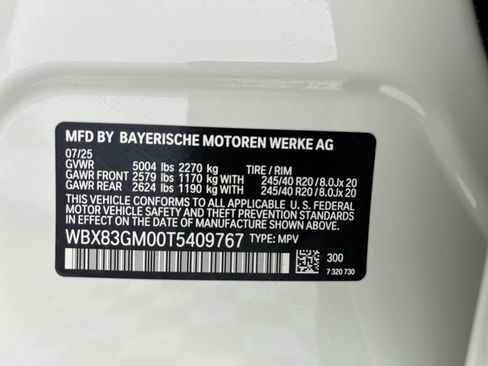 MFD BY BAYERISCHE MOTOREN WERKE AG
07/25
GVWR 5004 lbs 2270 kg TIRE / RIM
GAWR FRONT 2579 lbs 1170 kg WITH 245/40 R20 / 8.0Jx 20
GAWR REAR 2624 lbs 1190 kg WITH 245/40 R20 / 8.0Jx 20
THIS VEHICLE CONFORMS TO ALL APPLICABLE U. S. FEDERAL
MOTOR VEHICLE SAFETY AND THEFT PREVENTION STANDARDS
IN EFFECT ON THE DATE OF MANUFACTURE SHOWN ABOVE.
WBX83GM00T5409767 TYPE: MPV
300
7 320 730